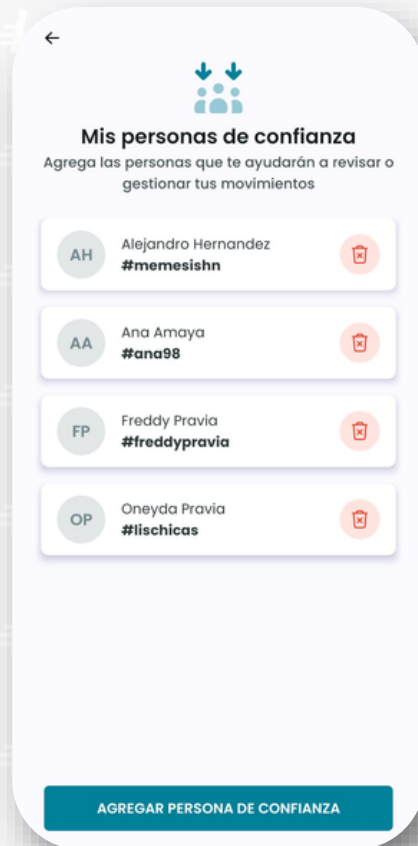 Mis personas de confianza
Agrega las personas que te ayudarán a revisar o
gestionar tus movimientos
AH
Alejandro Hernandez
#memesishn
AA
Ana Amaya
#ana98
FP
Freddy Pravia
#freddypravia
OP
Oneyda Pravia
#lischicas
AGREGAR PERSONA DE CONFIANZA